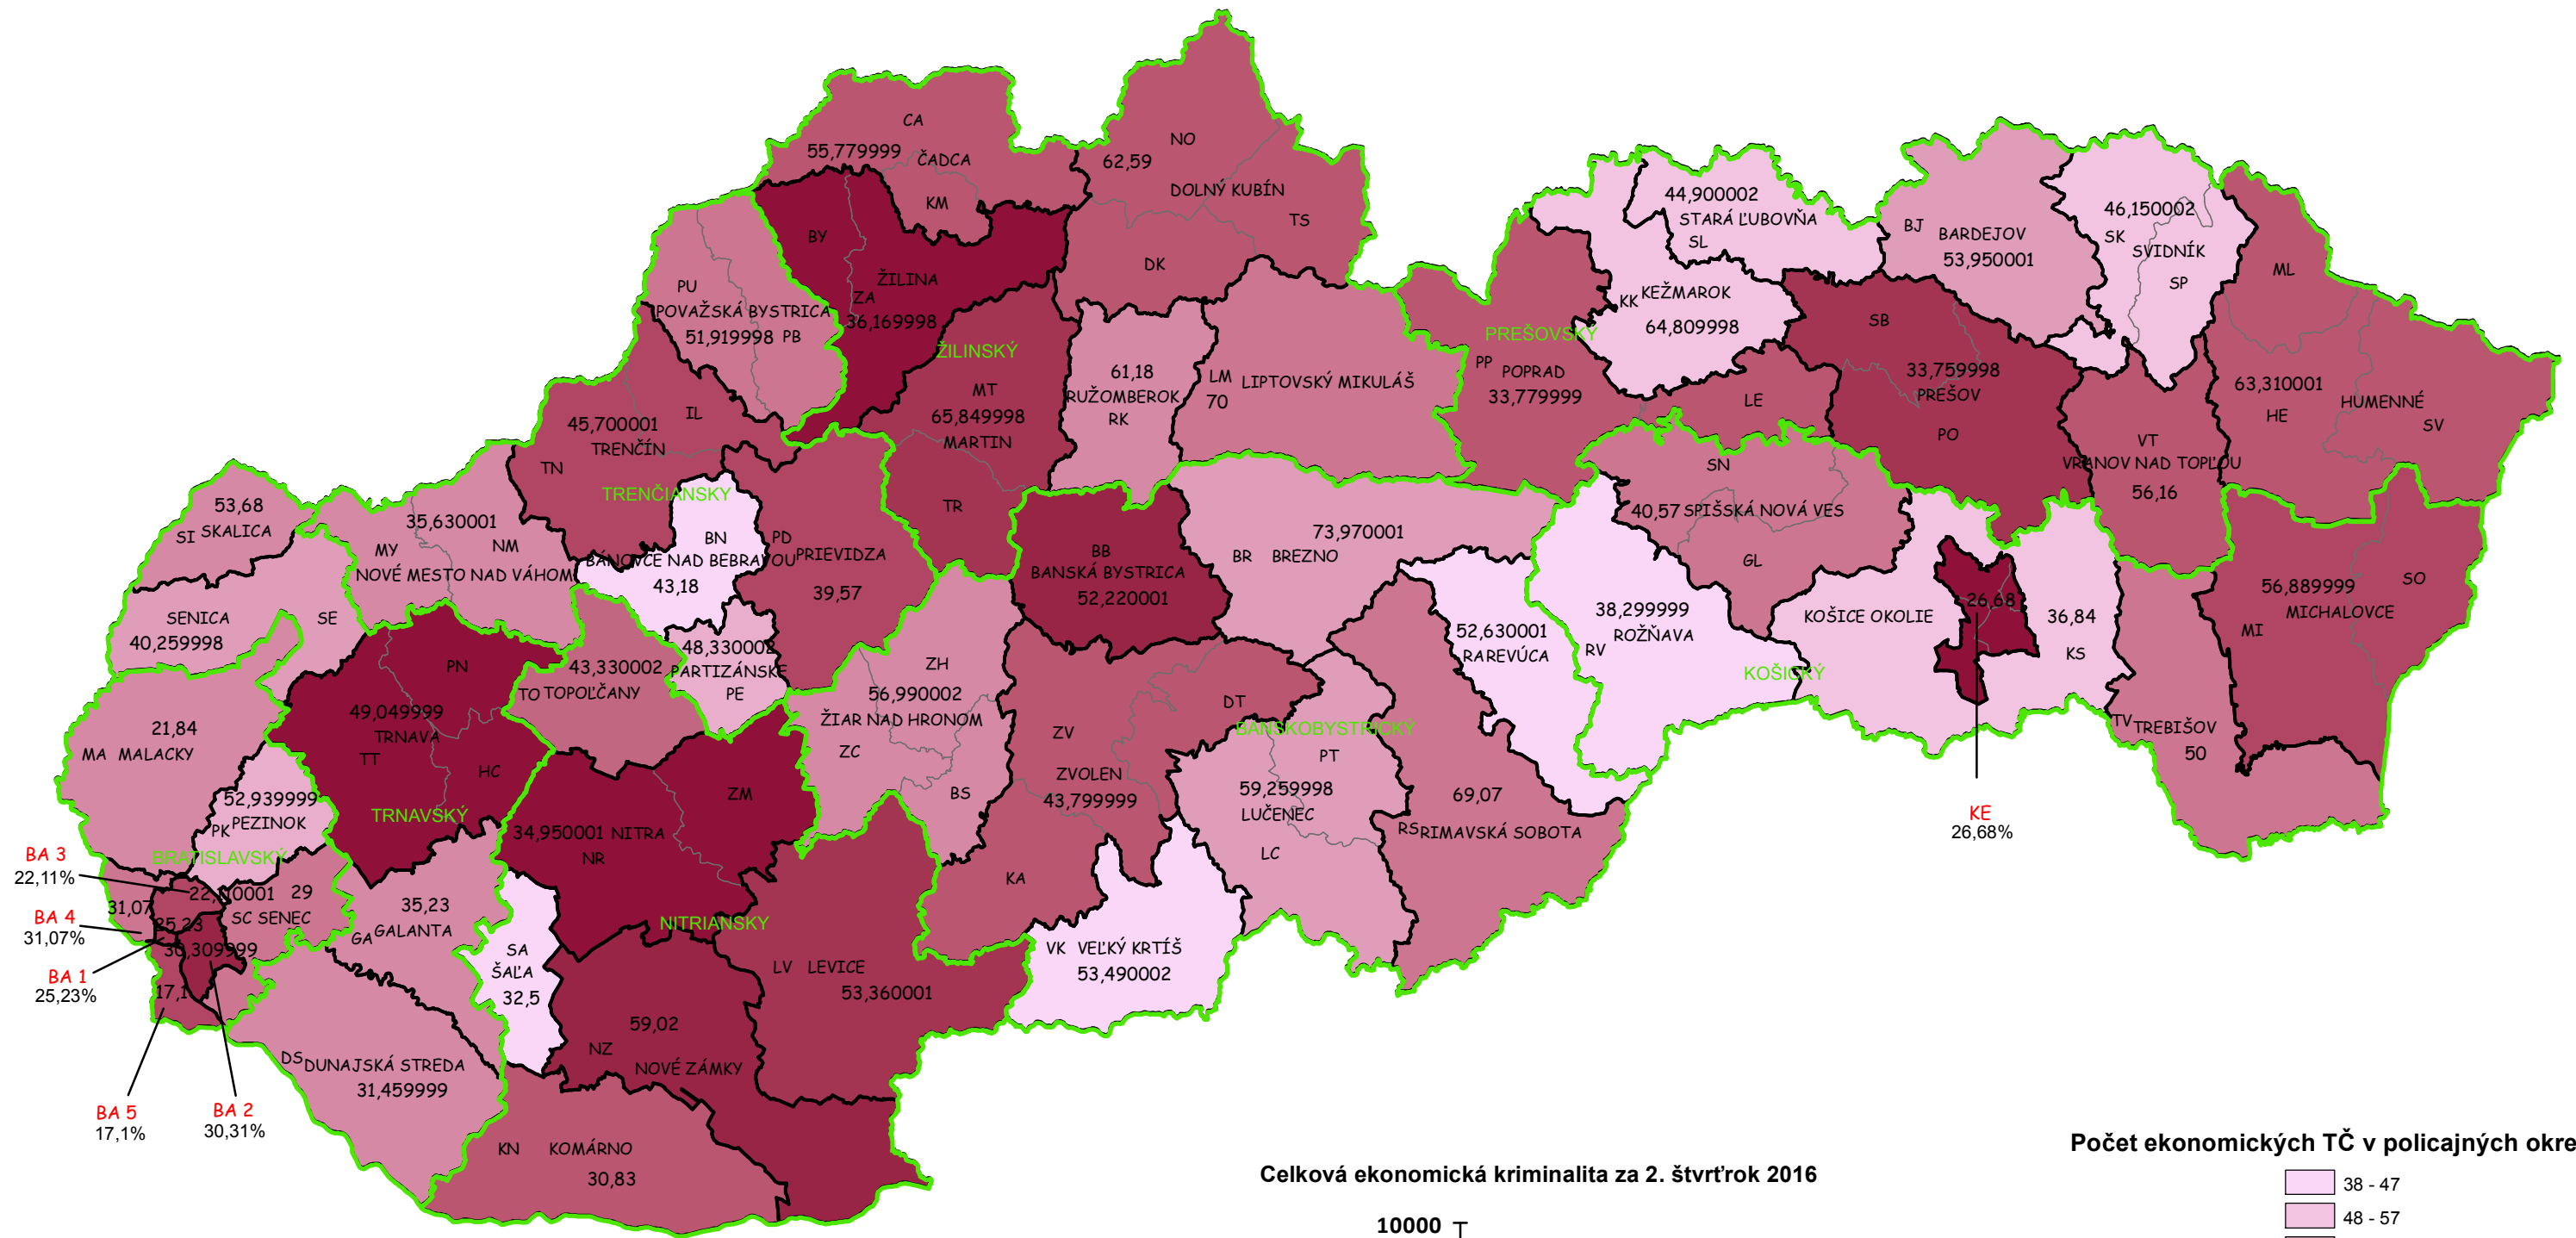 CA
55,779999
ČADCA
KM
NO
62,59
DOLNÝ KUBÍN
TS
DK
BY
ŽILINA
ZA
36,169998
ŽILINSKÝ
PU
POVAŽSKÁ BYSTRICA
51,919998 PB
MT
65,849998
MARTIN
TR
61,18
RUŽOMBEROK
RK
LM LIPTOVSKÝ MIKULÁŠ
70
44,900002
STARÁ ĽUBOVŇA
SL
KK KEŽMAROK
64,809998
PREŠOVSKÝ
PP POPRAD
33,779999
LE
BJ BARDEJOV
53,950001
46,150002
SK SVIDNÍK
SP
SB
33,759998
PREŠOV
PO
ML
63,310001
HUMENNÉ
HE
SV
VT
VRANOV NAD TOPĽOU
56,16
IL
45,700001
TRENČÍN
TN
TRENČIANSKY
53,68
SI SKALICA
35,630001
MY NM
NOVÉ MESTO NAD VÁHOM
BN
BÁNOVCE NAD BEBRAVOU
43,18
PD
PRIEVIDZA
39,57
BB
BANSKÁ BYSTRICA
52,220001
73,970001
BR BREZNO
SN
40,57 SPIŠSKÁ NOVÁ VES
GL
SENICA
SE
40,259998
PN
49,049999
TRNAVA
TT
HC
TRNAVSKÝ
TO TOPOĽČANY
43,330002
48,330002
PARTIZÁNSKE
PE
ZH
56,990002
ŽIAR NAD HRONOM
ZC
BS
52,630001
RAREVÚCA
38,299999
ROŽŇAVA
RV
KOŠICKÝ
KOŠICE OKOLIE
26,68
36,84
KS
56,889999
MICHALOVCE
MI
SO
TV TREBIŠOV
50
KE
26,68%
21,84
MA MALACKY
52,939999
PK PEZINOK
BRATISLAVSKÝ
DT
ZV
ZVOLEN
43,799999
KA
BANSKOBYSTRICKÝ
PT
59,259998
LUČENEC
LC
69,07
RS RIMAVSKÁ SOBOTA
ZM
34,950001 NITRA
NR
NITRIANSKY
BA 3
22,11%
BA 4
31,07%
BA 1
25,23%
31,07
25,23
30,309999
17,1
29
SC SENEC
35,23
GA GALANTA
SA
ŠAĽA
32,5
LV LEVICE
53,360001
VK VEĽKÝ KRTÍŠ
53,490002
59,02
NZ
NOVÉ ZÁMKY
DS DUNAJSKÁ STREDA
31,459999
BA 5
17,1%
BA 2
30,31%
KN KOMÁRNO
30,83
Celková ekonomická kriminalita za 2. štvrťrok 2016
10000
Počet ekonomických TČ v policajných okre
38 - 47
48 - 57